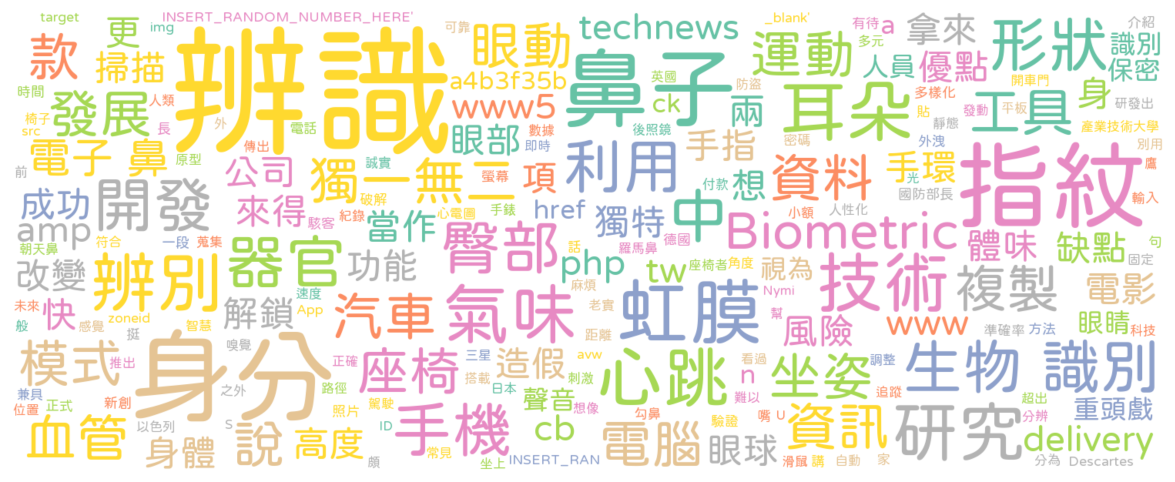 target
INSERT_RANDOM_NUMBER_HERE'
img
可靠
technews
_blank'
有待
a
拿來
形狀
介紹
識別
款
更
掃描
辨識
眼動
鼻子
運動
多元
人員
優點
保密
時間
發展
人類
a4b3f35b
英國
防盜
開車門
多樣化
身
研發出
椅子
src
長
外
電話
www5
數據
ck
兩
耳朵
貼
發動
平板
工具
電子 鼻
原型
傳出
眼部
即時
後照鏡
手指
密碼
靜態
外洩
產業技術大學
別用
前
公司
誠實
獨一無二
螢幕
項
利用
付款
想
資料
手環
光
國防部長
指紋
鷹
輸入
成功
開發
來得
駭客
破解
紀錄
心電圖
手錶
href
獨特
中
小額
人性化
amp
當作
話
羅馬鼻
德國
Biometric
體味
缺點
句
朝天鼻
符合
一段
蒐集
器官
臀部
php
tw
座椅者
角度
視為
技術
固定
改變
辨別
功能
麻煩
Nymi
複製
電影
未來
快
感覺
zoneid
智慧
解鎖
速度
App
汽車
氣味
老實
虹膜
幫
風險
www
準確率
方法
眼睛
科技
般
挺
嗅覺
距離
模式
推出
身分
正確
座椅
三星
造假
avw
心跳
看過
n
坐姿
調整
生物 識別
兼具
之外
路徑
搭載
日本
刺激
難以
追蹤
超出
重頭戲
位置
正式
新創
照片
駕駛
手機
聲音
想像
勾鼻
驗證
嘴
U
資訊
研究
分辨
血管
以色列
S
說
高度
ID
常見
cb
電腦
眼球
delivery
身體
頗
坐上
INSERT_RAN
滑鼠
講
自動
家
分為
Descartes